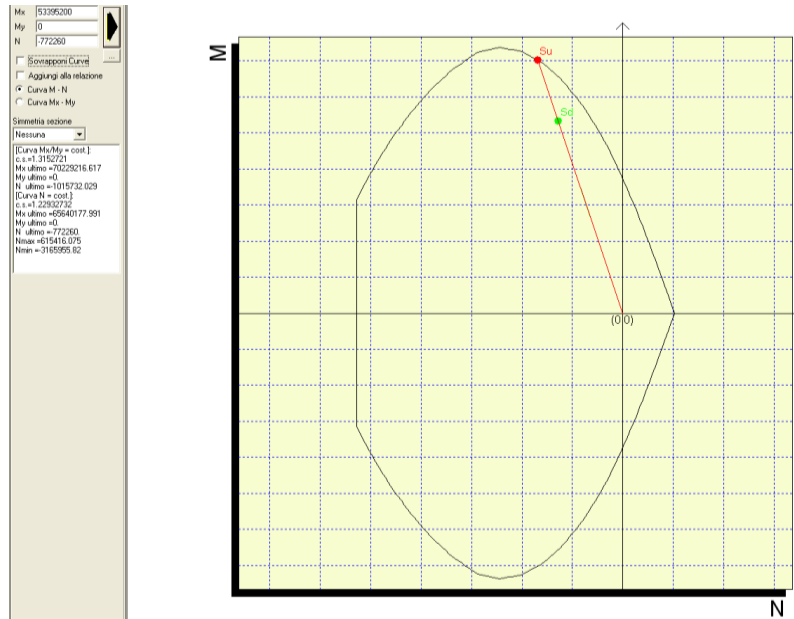 Mx 53395200
My 0
N -772260
...
Sovrapponi Curve
Aggiungi alla relazione
Curva M - N
Curva Mx - My
Simmetria sezione
Nessuna
[Curva Mx/My = cost.]:
c.s.=1.3152721
Mx ultimo =70229216.617
My ultimo =0.
N ultimo =-1015732.029
[Curva N = cost.]:
c.s.=1.22932732
Mx ultimo =65640177.991
My ultimo =0.
N ultimo =-772260.
Nmax =615416.075
Nmin =-3165955.82
M
Su
Se
(0,0)
N